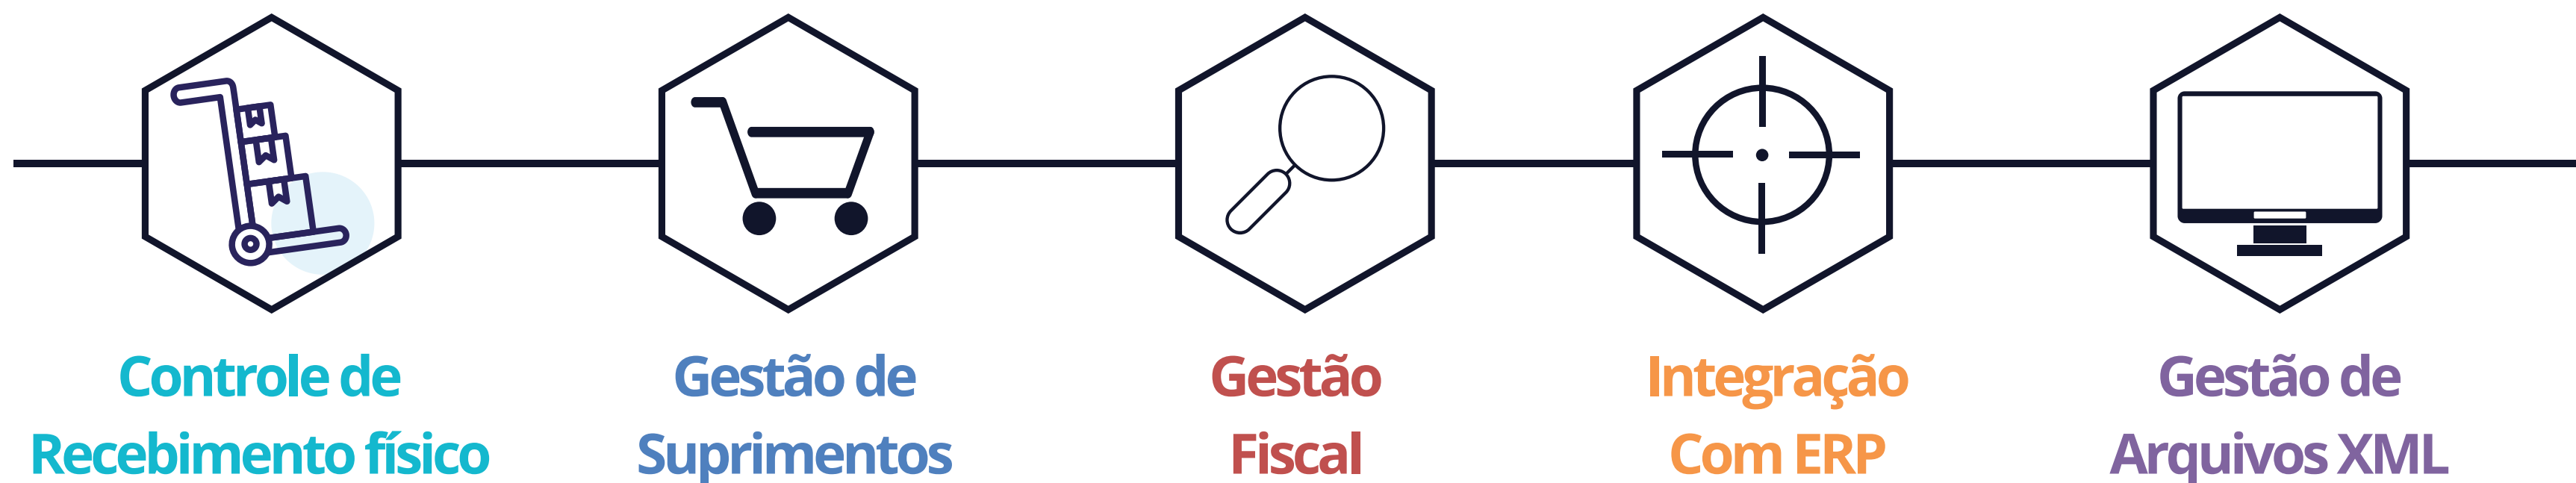 Controle de
Recebimento físico
Gestão de
Suprimentos
Gestão
Fiscal
Integração
Com ERP
Gestão de
Arquivos XML